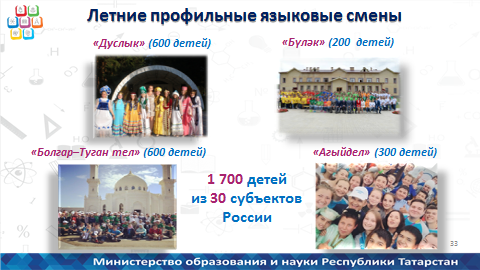 Летние профильные языковые смены
«Дуслык» (600 детей)
«Бүләк» (200 детей)
«Болгар–Туган тел» (600 детей)
«Агыйдел» (300 детей)
1 700 детей
из 30 субъектов
России
33
Министерство образования и науки Республики Татарстан